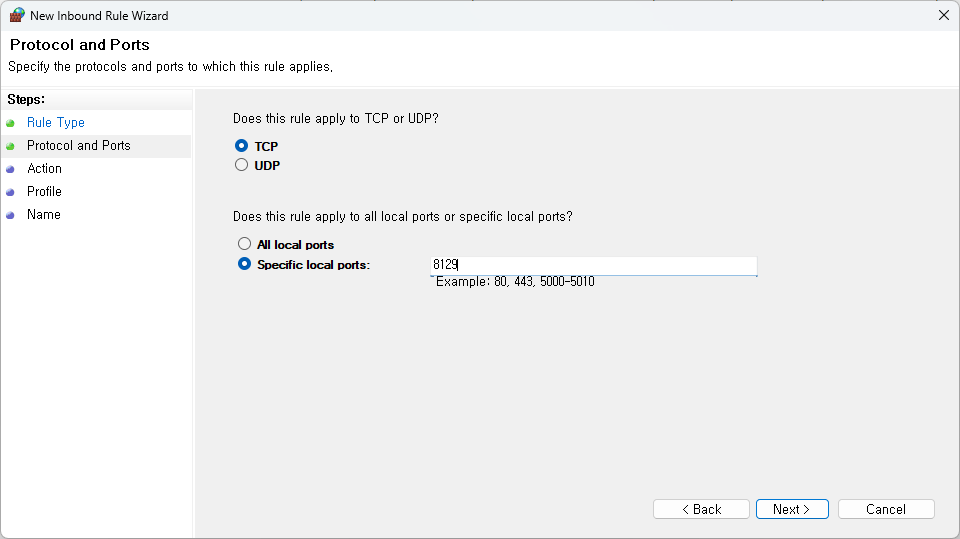 New Inbound Rule Wizard
Protocol and Ports
Specify the protocols and ports to which this rule applies.
Steps:
Rule Type
Protocol and Ports
Action
Profile
Name
Does this rule apply to TCP or UDP?
TCP
UDP
Does this rule apply to all local ports or specific local ports?
All local ports
Specific local ports:
8129
Example: 80, 443, 5000-5010
< Back
Next >
Cancel